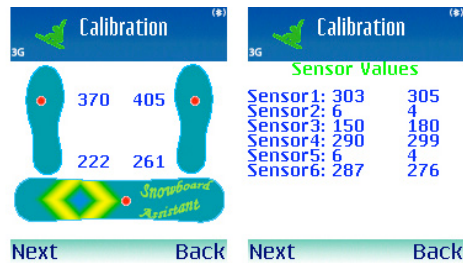 Calibration
3G
370 405
222 261
Snowboard
Assistant
Next Back
Calibration
3G
Sensor Values
Sensor1: 303 305
Sensor2: 6 4
Sensor3: 150 180
Sensor4: 290 299
Sensor5: 6 4
Sensor6: 287 276
Next Back